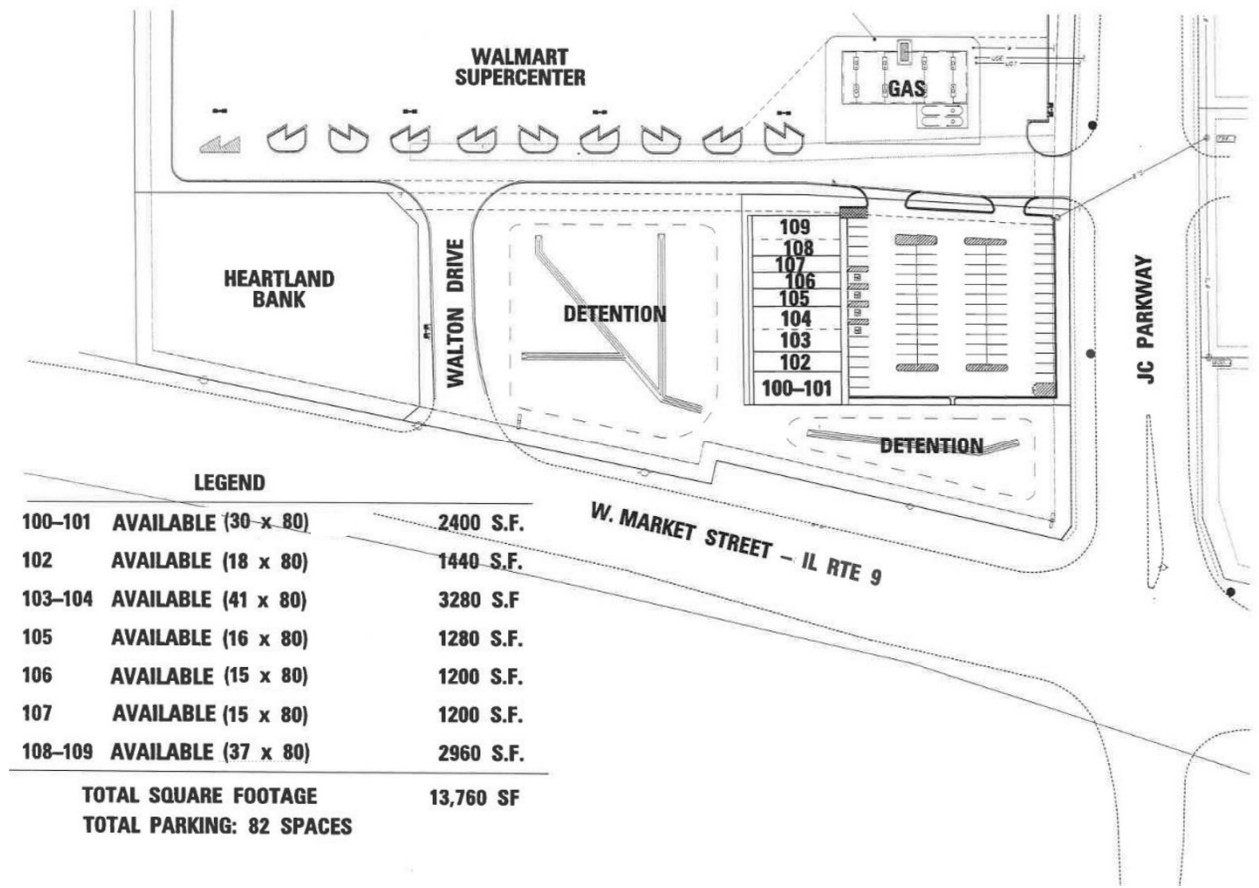 WALMART
SUPERCENTER
GAS
HEARTLAND
BANK
WALTON DRIVE
DETENTION
109
108
107
106
105
104
103
102
100–101
DETENTION
JC PARKWAY
W. MARKET STREET – IL RTE 9
LEGEND
100–101 AVAILABLE (30 x 80) 2400 S.F.
102 AVAILABLE (18 x 80) 1440 S.F.
103–104 AVAILABLE (41 x 80) 3280 S.F
105 AVAILABLE (16 x 80) 1280 S.F.
106 AVAILABLE (15 x 80) 1200 S.F.
107 AVAILABLE (15 x 80) 1200 S.F.
108–109 AVAILABLE (37 x 80) 2960 S.F.
TOTAL SQUARE FOOTAGE 13,760 SF
TOTAL PARKING: 82 SPACES